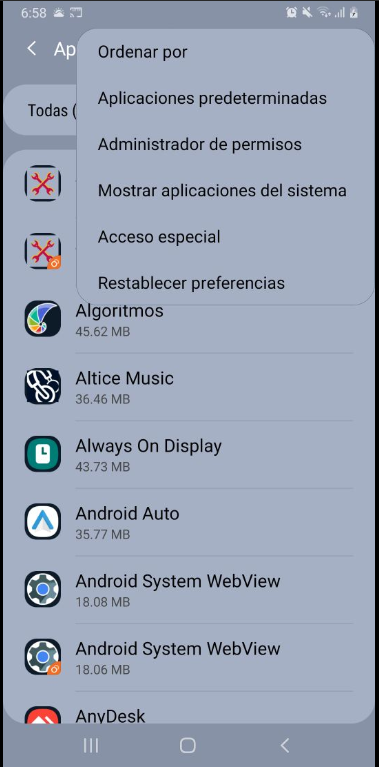 6:58
Ap
Ordenar por
Aplicaciones predeterminadas
Todas (
Administrador de permisos
Mostrar aplicaciones del sistema
Acceso especial
Restablecer preferencias
Algoritmos
45.62 MB
Altice Music
36.46 MB
Always On Display
43.73 MB
Android Auto
35.77 MB
Android System WebView
18.08 MB
Android System WebView
18.06 MB
AnyDesk